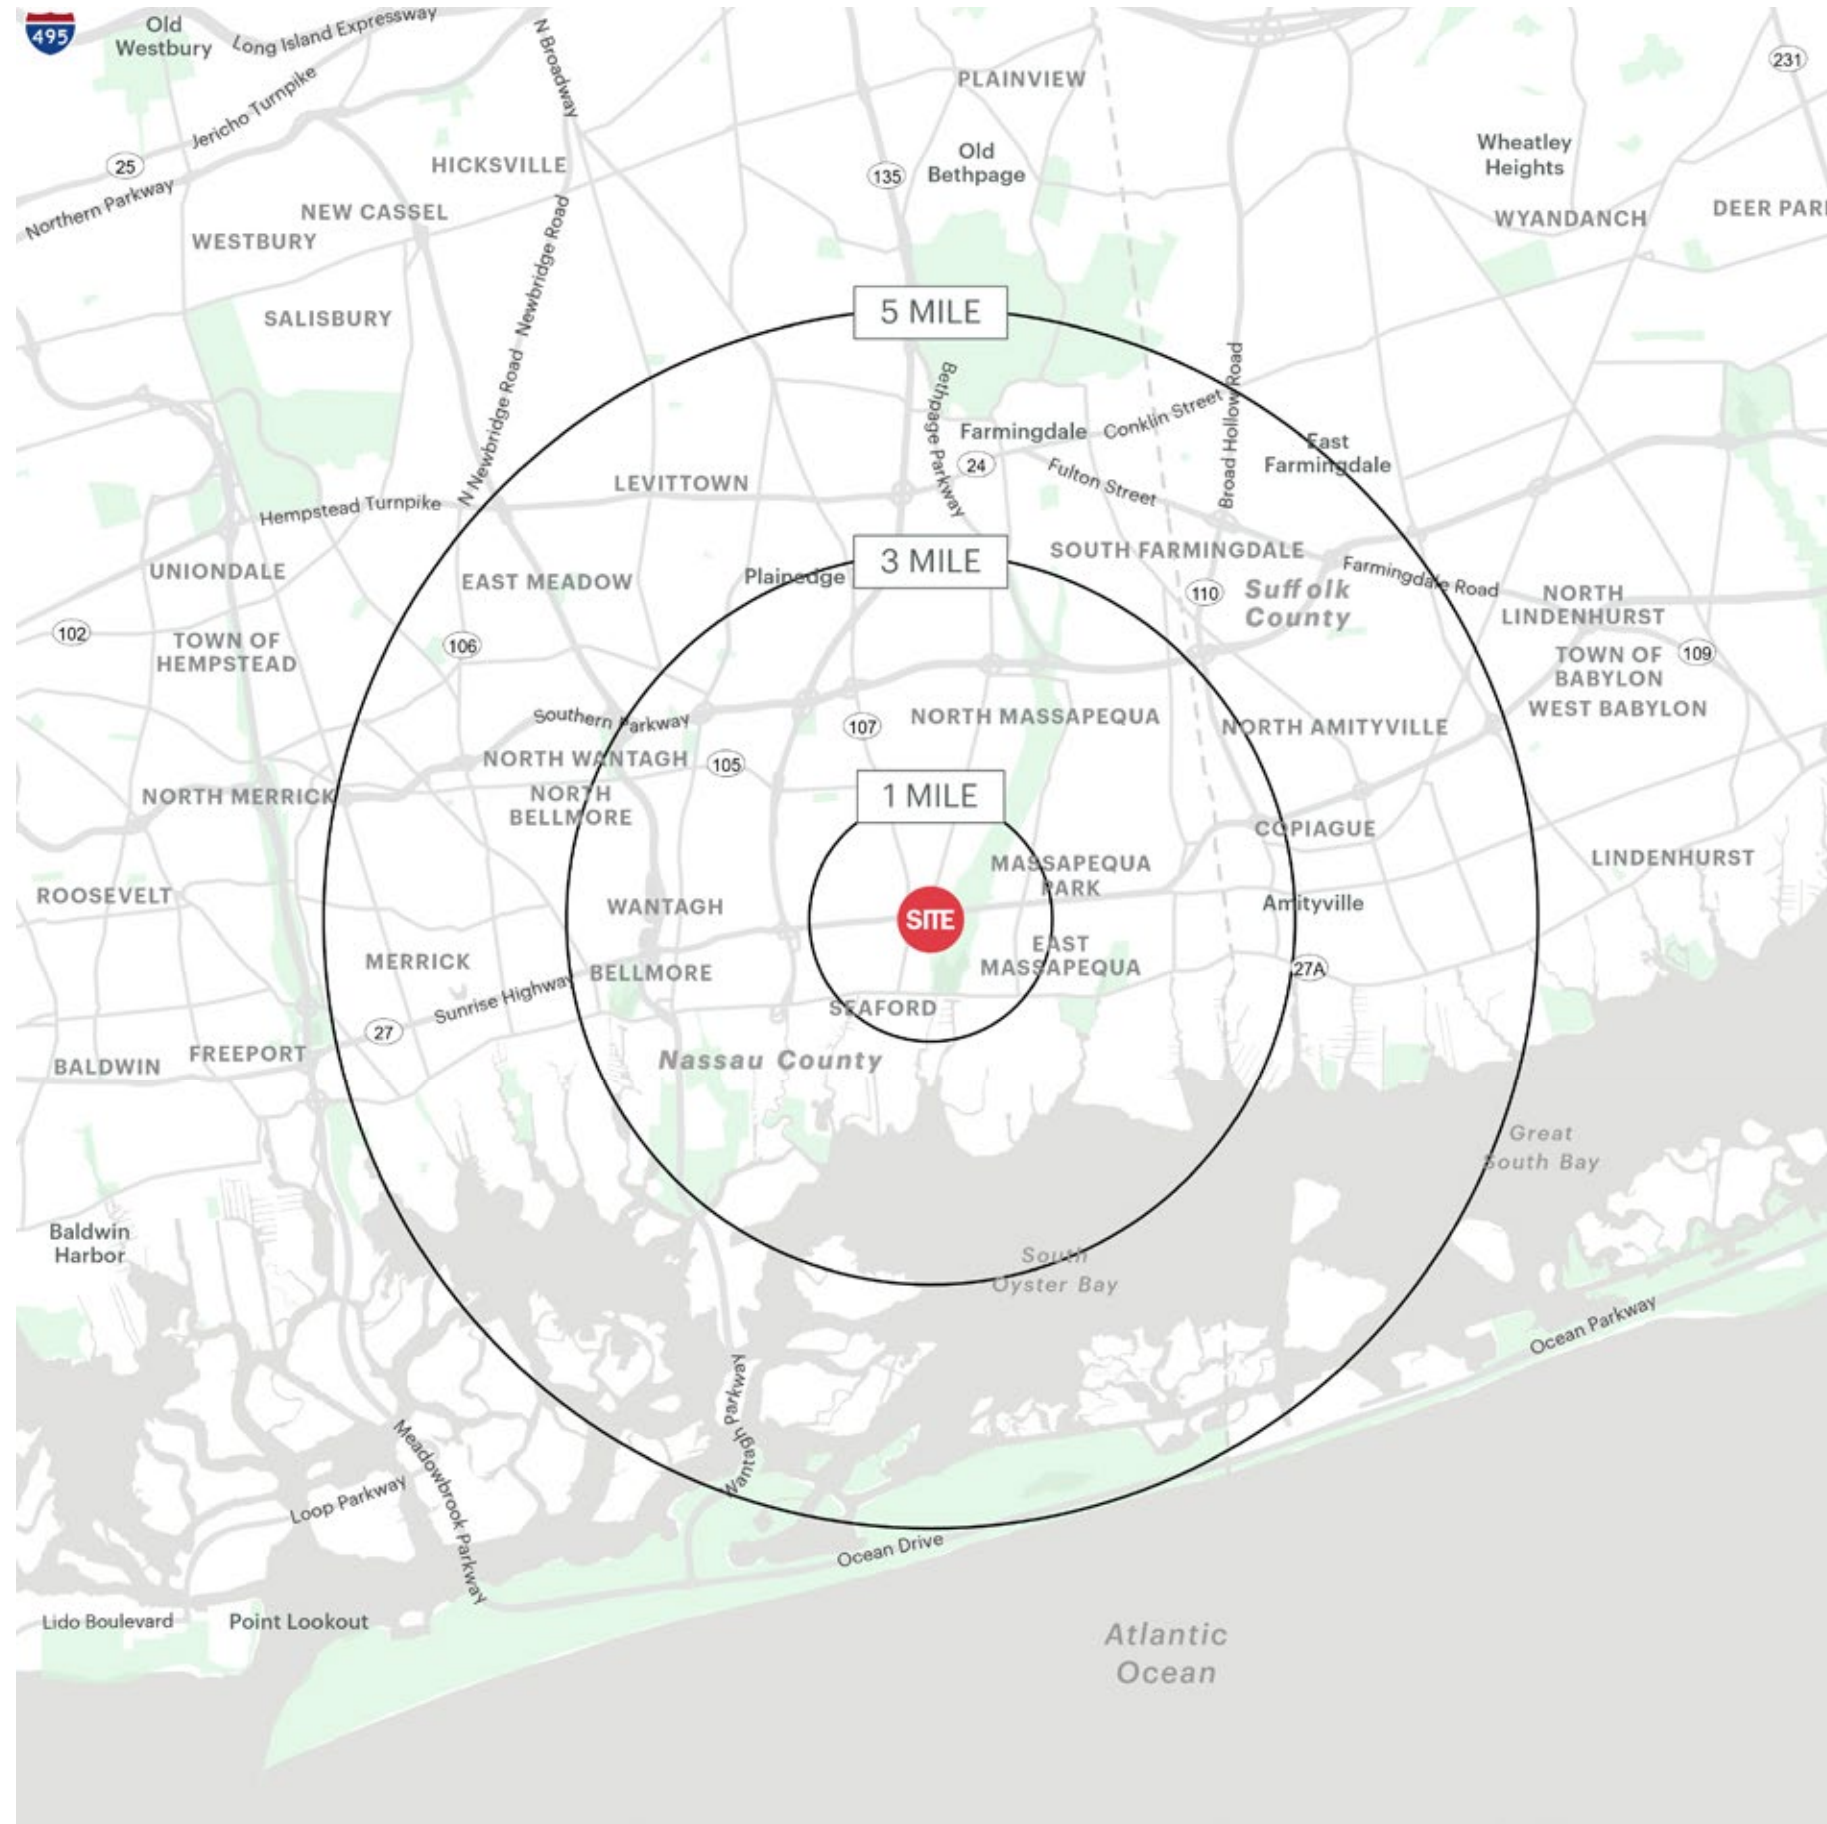 495
Old
Westbury
Long Island Expressway
N Broadway
PLAINVIEW
231
Jericho Turnpike
25
HICKSVILLE
135
Old
Bethpage
Wheatley
Heights
Northern Parkway
NEW CASSEL
WESTBURY
Newbridge Road
WYANDANCH
DEER PAR
SALISBURY
5 MILE
N Newbridge Road
Bethpage Parkway
Farmingdale
Conklin Street
Broad Hollow Road
East
Farmingdale
24
Fulton Street
LEVITTOWN
Hempstead Turnpike
3 MILE
SOUTH FARMINGDALE
UNIONDALE
EAST MEADOW
Plainedge
110
Suffolk
County
Farmingdale Road
NORTH
LINDENHURST
102
TOWN OF
HEMPSTEAD
106
TOWN OF
BABYLON
109
WEST BABYLON
Southern Parkway
107
NORTH MASSAPEQUA
NORTH AMITYVILLE
NORTH WANTAGH
105
NORTH MERRICK
NORTH
BELLMORE
1 MILE
COPIAGUE
MASSAPEQUA
PARK
LINDENHURST
ROOSEVELT
WANTAGH
SITE
Amityville
MERRICK
BELLMORE
EAST
MASSAPEQUA
27A
Sunrise Highway
SEAFORD
27
BALDWIN
FREEPORT
Nassau County
Great
South Bay
Baldwin
Harbor
South
Oyster Bay
Ocean Parkway
Wantagh Parkway
Meadowbrook Parkway
Loop Parkway
Ocean Drive
Lido Boulevard
Point Lookout
Atlantic
Ocean